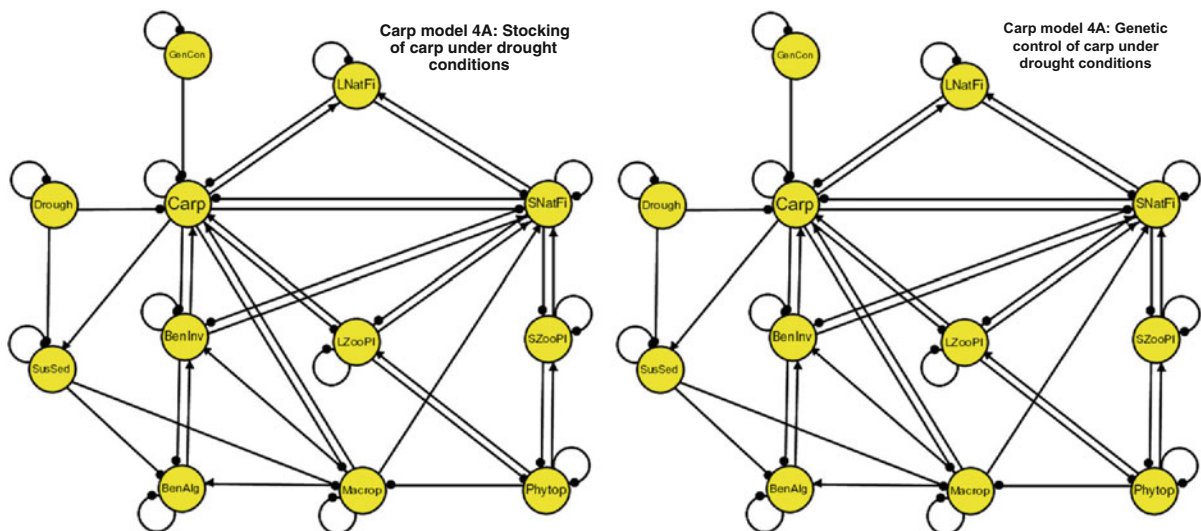 Carp model 4A: Stocking
of carp under drought
conditions
GenCon
LNatFi
Drough
Carp
SNatFi
BenInv
LZooPl
SZooPl
SusSed
BenAlg
Macrop
Phytop
Carp model 4A: Genetic
control of carp under
drought conditions
GenCon
LNatFi
Drough
Carp
SNatFi
BenInv
LZooPl
SZooPl
SusSed
BenAlg
Macrop
Phytop